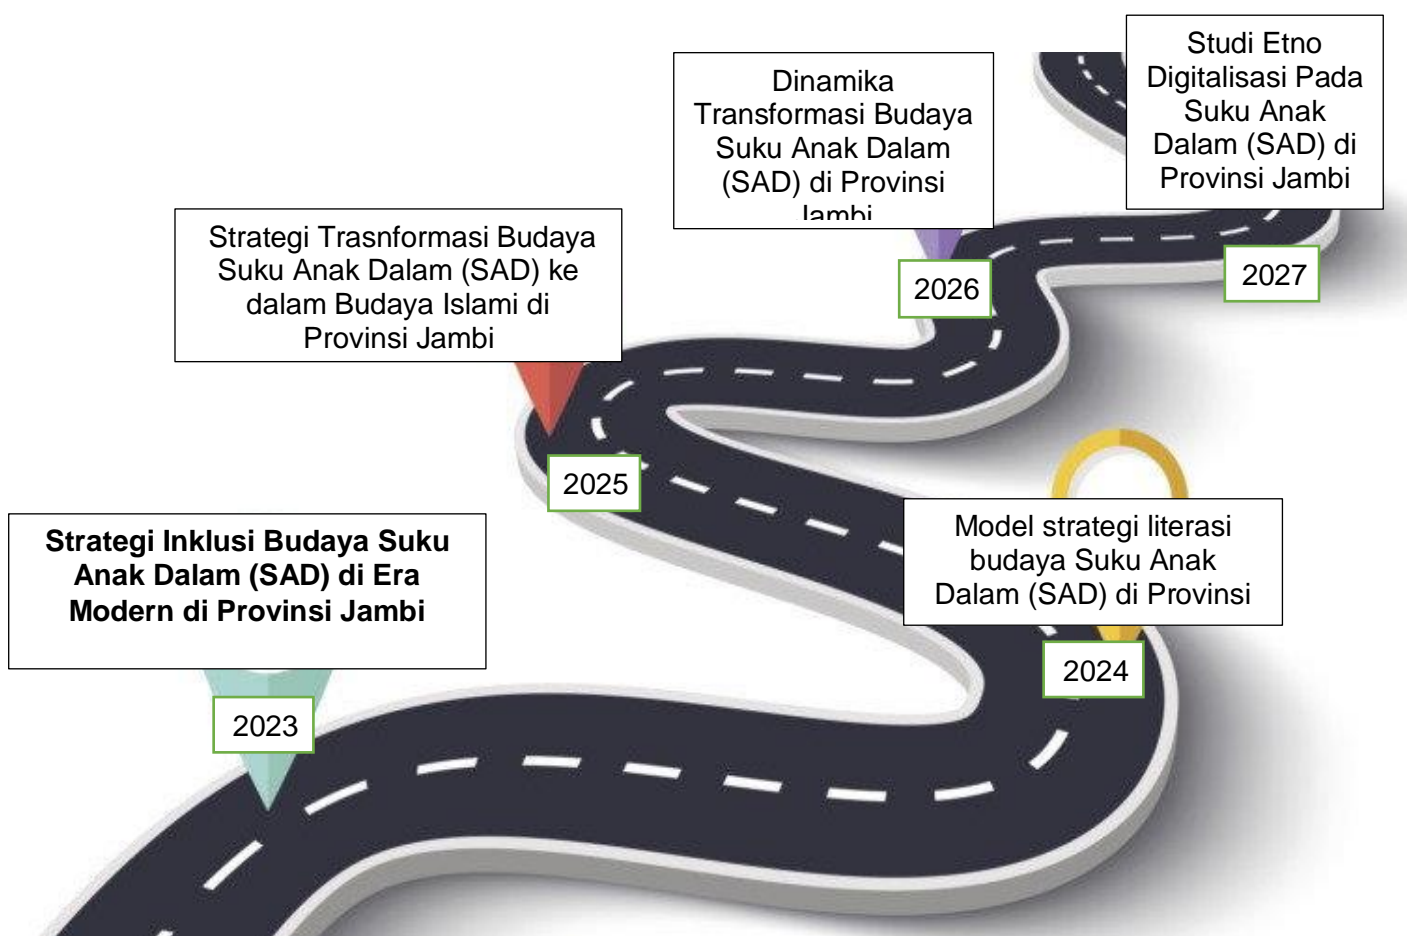 Studi Etno
Digitalisasi Pada
Suku Anak
Dalam (SAD) di
Provinsi Jambi
2027
Dinamika
Transformasi Budaya
Suku Anak Dalam
(SAD) di Provinsi
Jambi
2026
Strategi Trasnformasi Budaya
Suku Anak Dalam (SAD) ke
dalam Budaya Islami di
Provinsi Jambi
2025
Model strategi literasi
budaya Suku Anak
Dalam (SAD) di Provinsi
2024
Strategi Inklusi Budaya Suku
Anak Dalam (SAD) di Era
Modern di Provinsi Jambi
2023